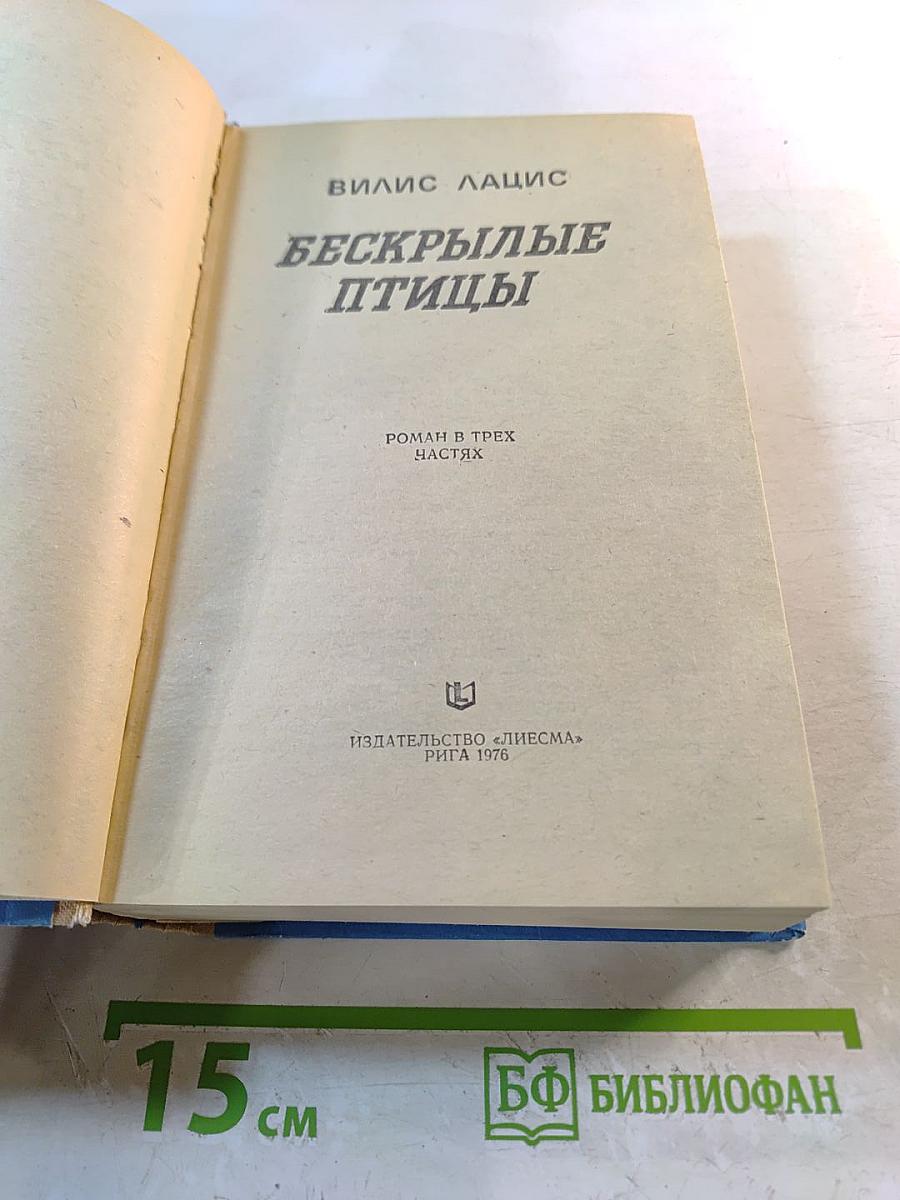 ВИЛИС ЛАЦИС
БЕСКРЫЛЫЕ
ПТИЦЫ
РОМАН В ТРЕХ
ЧАСТЯХ
L
ИЗДАТЕЛЬСТВО «ЛИЕСМА»
РИГА 1976
15 см
БФ БИБЛИОФАН